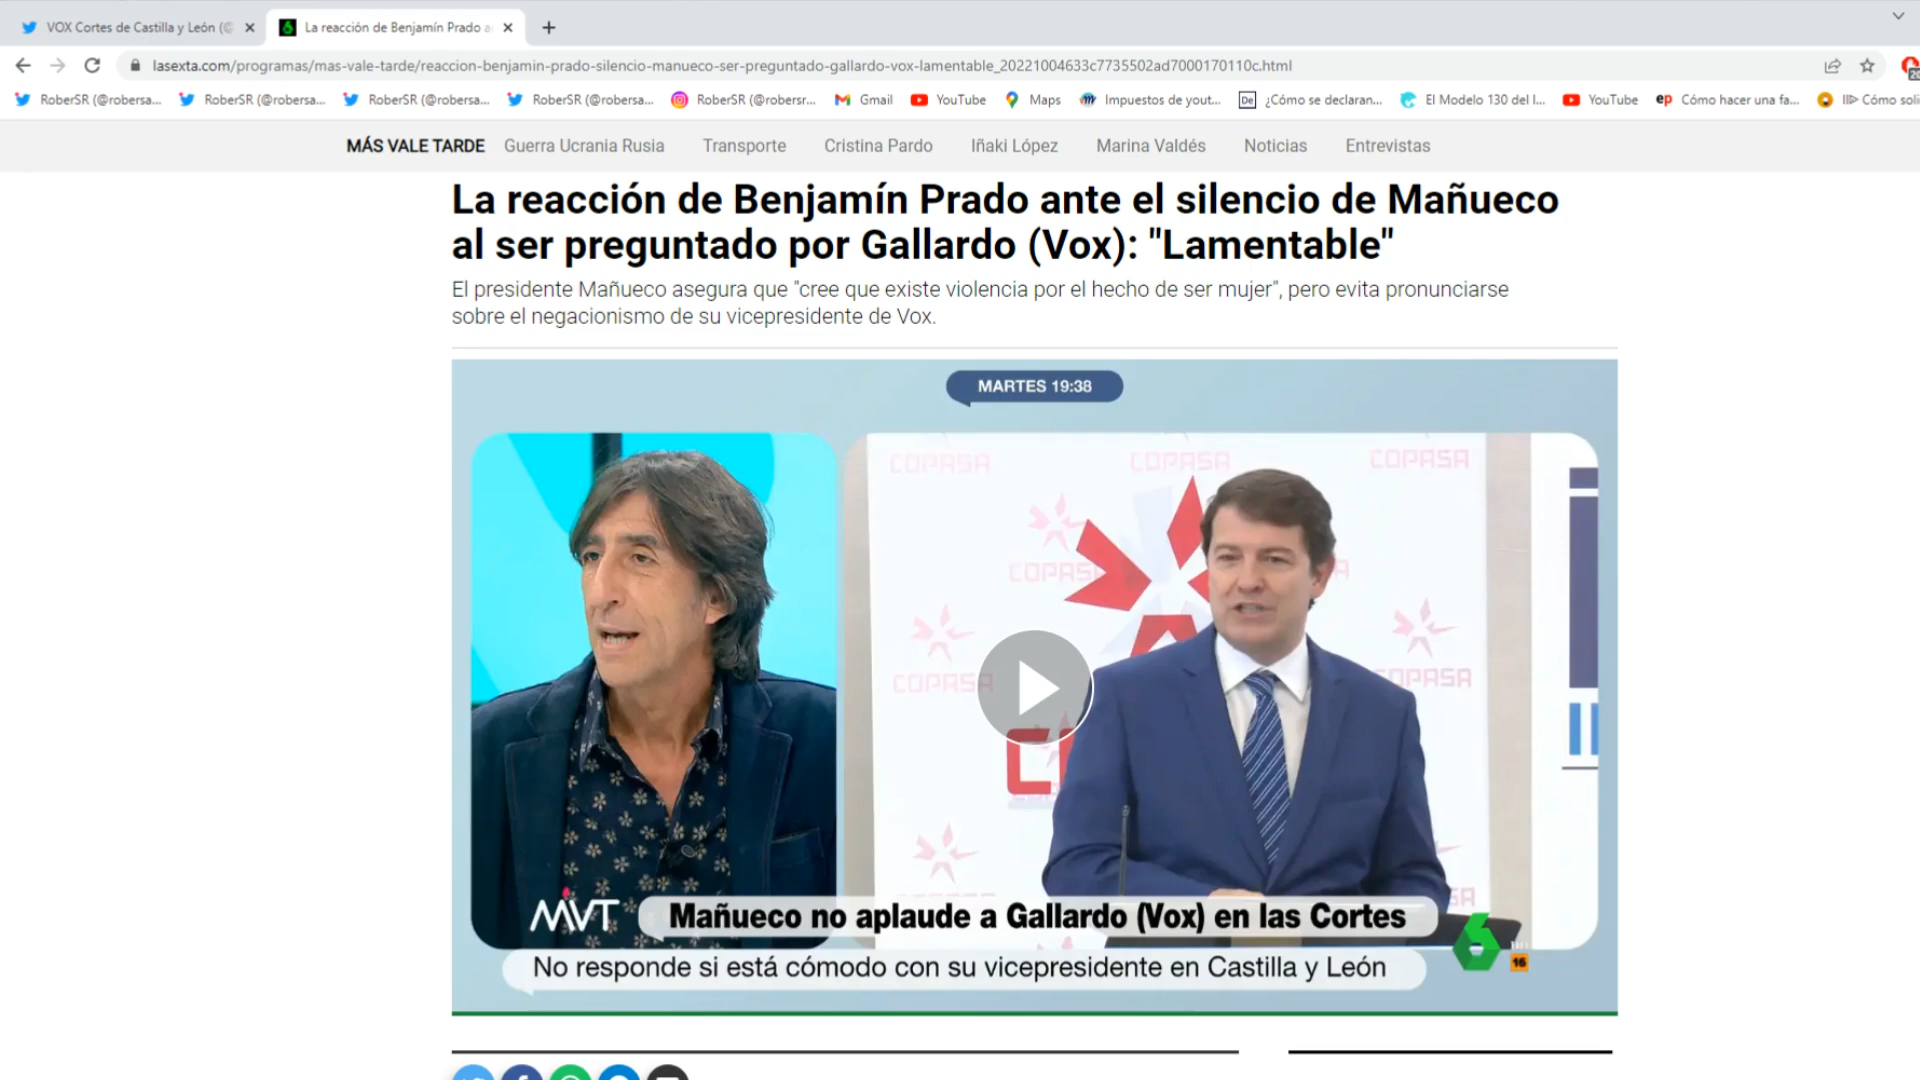 VOX Cortes de Castilla y León (@
La reacción de Benjamín Prado a
lasexta.com/programas/mas-vale-tarde/reaccion-benjamin-prado-silencio-manueco-ser-preguntado-gallardo-vox-lamentable_20221004633c7735502ad7000170110c.html
RoberSR (@robersa... RoberSR (@robersa... RoberSR (@robersa... RoberSR (@robersa... RoberSR (@robersr... Gmail YouTube Maps Impuestos de yout... De ¿Cómo se declaran... El Modelo 130 del I... YouTube ep Cómo hacer una fa... Cómo soli
MÁS VALE TARDE Guerra Ucrania Rusia Transporte Cristina Pardo Iñaki López Marina Valdés Noticias Entrevistas
La reacción de Benjamín Prado ante el silencio de Mañueco
al ser preguntado por Gallardo (Vox): "Lamentable"
El presidente Mañueco asegura que "cree que existe violencia por el hecho de ser mujer", pero evita pronunciarse
sobre el negacionismo de su vicepresidente de Vox.
MARTES 19:38
COPASA COPASA COPASA
COPASA
COPASA COPASA
MVT Mañueco no aplaude a Gallardo (Vox) en las Cortes
No responde si está cómodo con su vicepresidente en Castilla y León
16